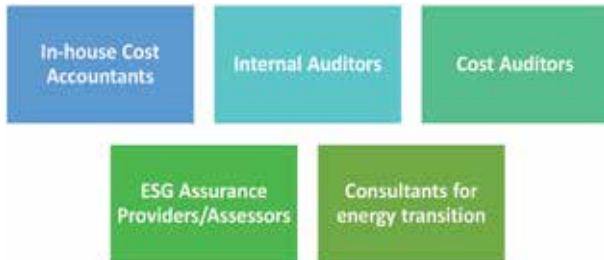 In-house Cost
Accountants
Internal Auditors
Cost Auditors
ESG Assurance
Providers/Assessors
Consultants for
energy transition